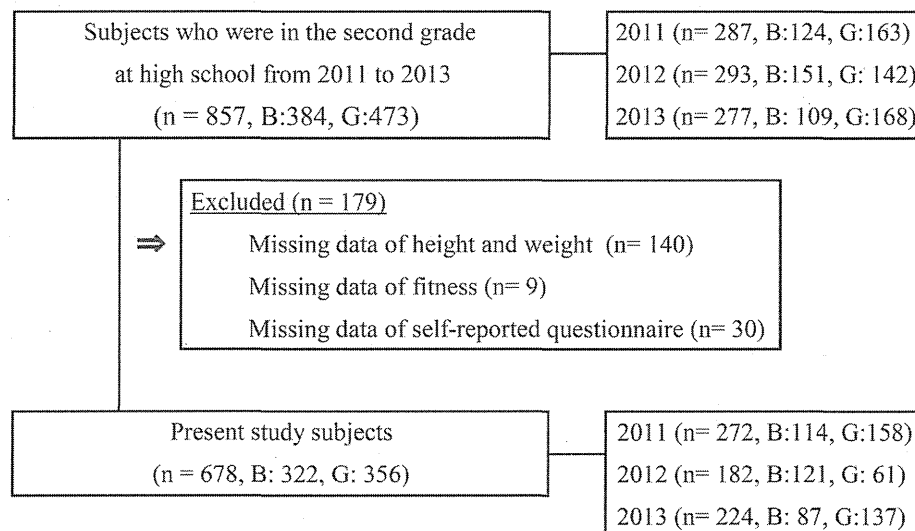 Subjects who were in the second grade
at high school from 2011 to 2013
(n = 857, B:384, G:473)
2011 (n= 287, B:124, G:163)
2012 (n= 293, B:151, G: 142)
2013 (n= 277, B: 109, G:168)
Excluded (n = 179)
⇒
Missing data of height and weight (n= 140)
Missing data of fitness (n= 9)
Missing data of self-reported questionnaire (n= 30)
Present study subjects
(n = 678, B: 322, G: 356)
2011 (n= 272, B:114, G:158)
2012 (n= 182, B:121, G: 61)
2013 (n= 224, B: 87, G:137)